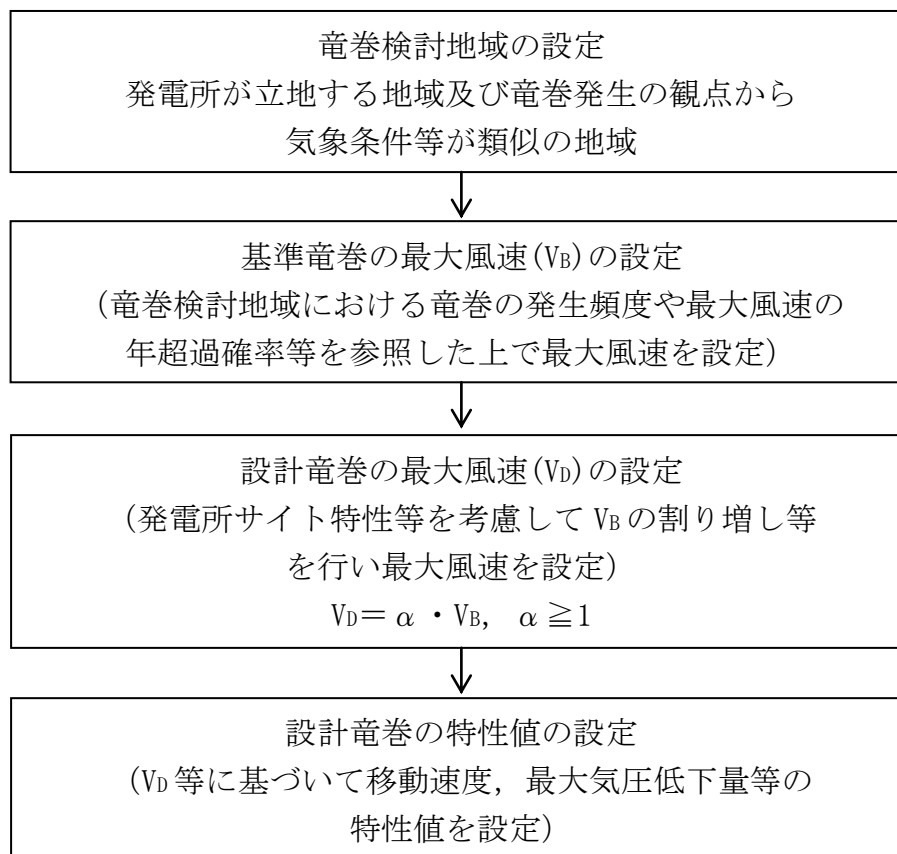 竜巻検討地域の設定
発電所が立地する地域及び竜巻発生の観点から
気象条件等が類似の地域
基準竜巻の最大風速(VB)の設定
(竜巻検討地域における竜巻の発生頻度や最大風速の
年超過確率等を参照した上で最大風速を設定)
設計竜巻の最大風速(VD)の設定
(発電所サイト特性等を考慮して VB の割り増し等
を行い最大風速を設定)
VD＝α・VB, α≧1
設計竜巻の特性値の設定
(VD 等に基づいて移動速度, 最大気圧低下量等の
特性値を設定)